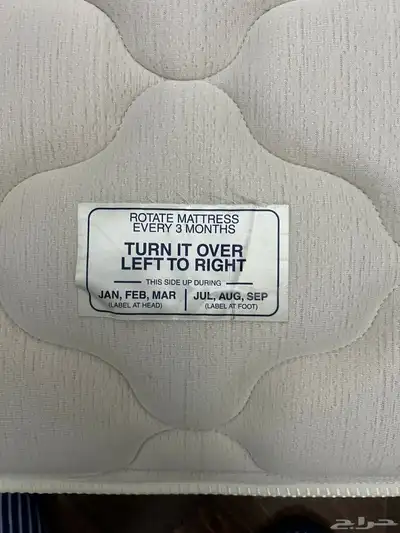 ROTATE MATTRESS
EVERY 3 MONTHS
TURN IT OVER
LEFT TO RIGHT
THIS SIDE UP DURING
JAN, FEB, MAR | JUL, AUG, SEP
(LABEL AT HEAD) (LABEL AT FOOT)
حراج